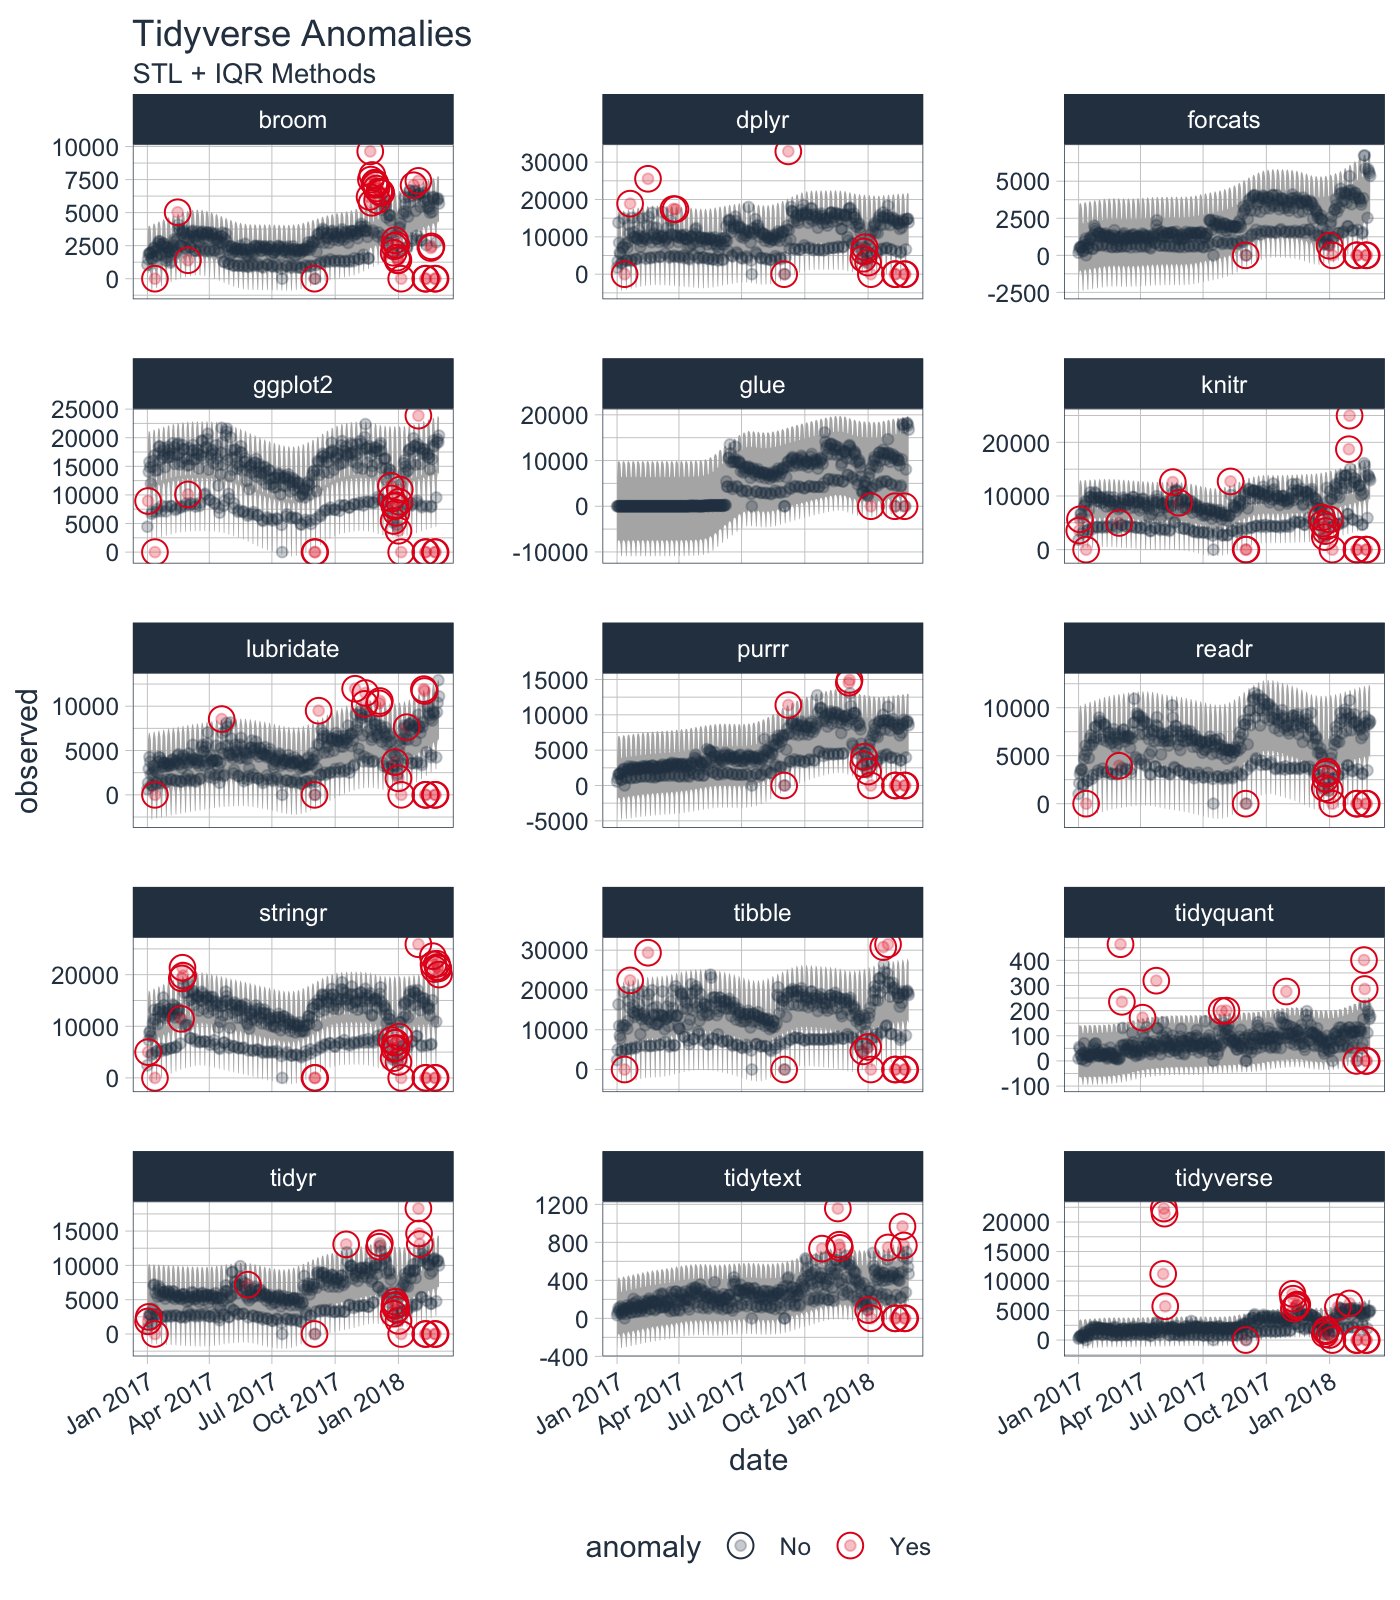 Tidyverse Anomalies
STL + IQR Methods
broom
dplyr
forcats
10000
7500
5000
2500
0
30000
20000
10000
0
5000
2500
0
-2500
ggplot2
glue
knitr
25000
20000
15000
10000
5000
0
20000
10000
0
-10000
20000
10000
0
lubridate
purrr
readr
10000
5000
0
15000
10000
5000
0
-5000
10000
5000
0
observed
stringr
tibble
tidyquant
20000
10000
0
30000
20000
10000
0
400
300
200
100
0
-100
tidyr
tidytext
tidyverse
15000
10000
5000
0
1200
800
400
0
-400
20000
15000
10000
5000
0
Jan 2017 Apr 2017 Jul 2017 Oct 2017 Jan 2018
Jan 2017 Apr 2017 Jul 2017 Oct 2017 Jan 2018
Jan 2017 Apr 2017 Jul 2017 Oct 2017 Jan 2018
date
anomaly No Yes